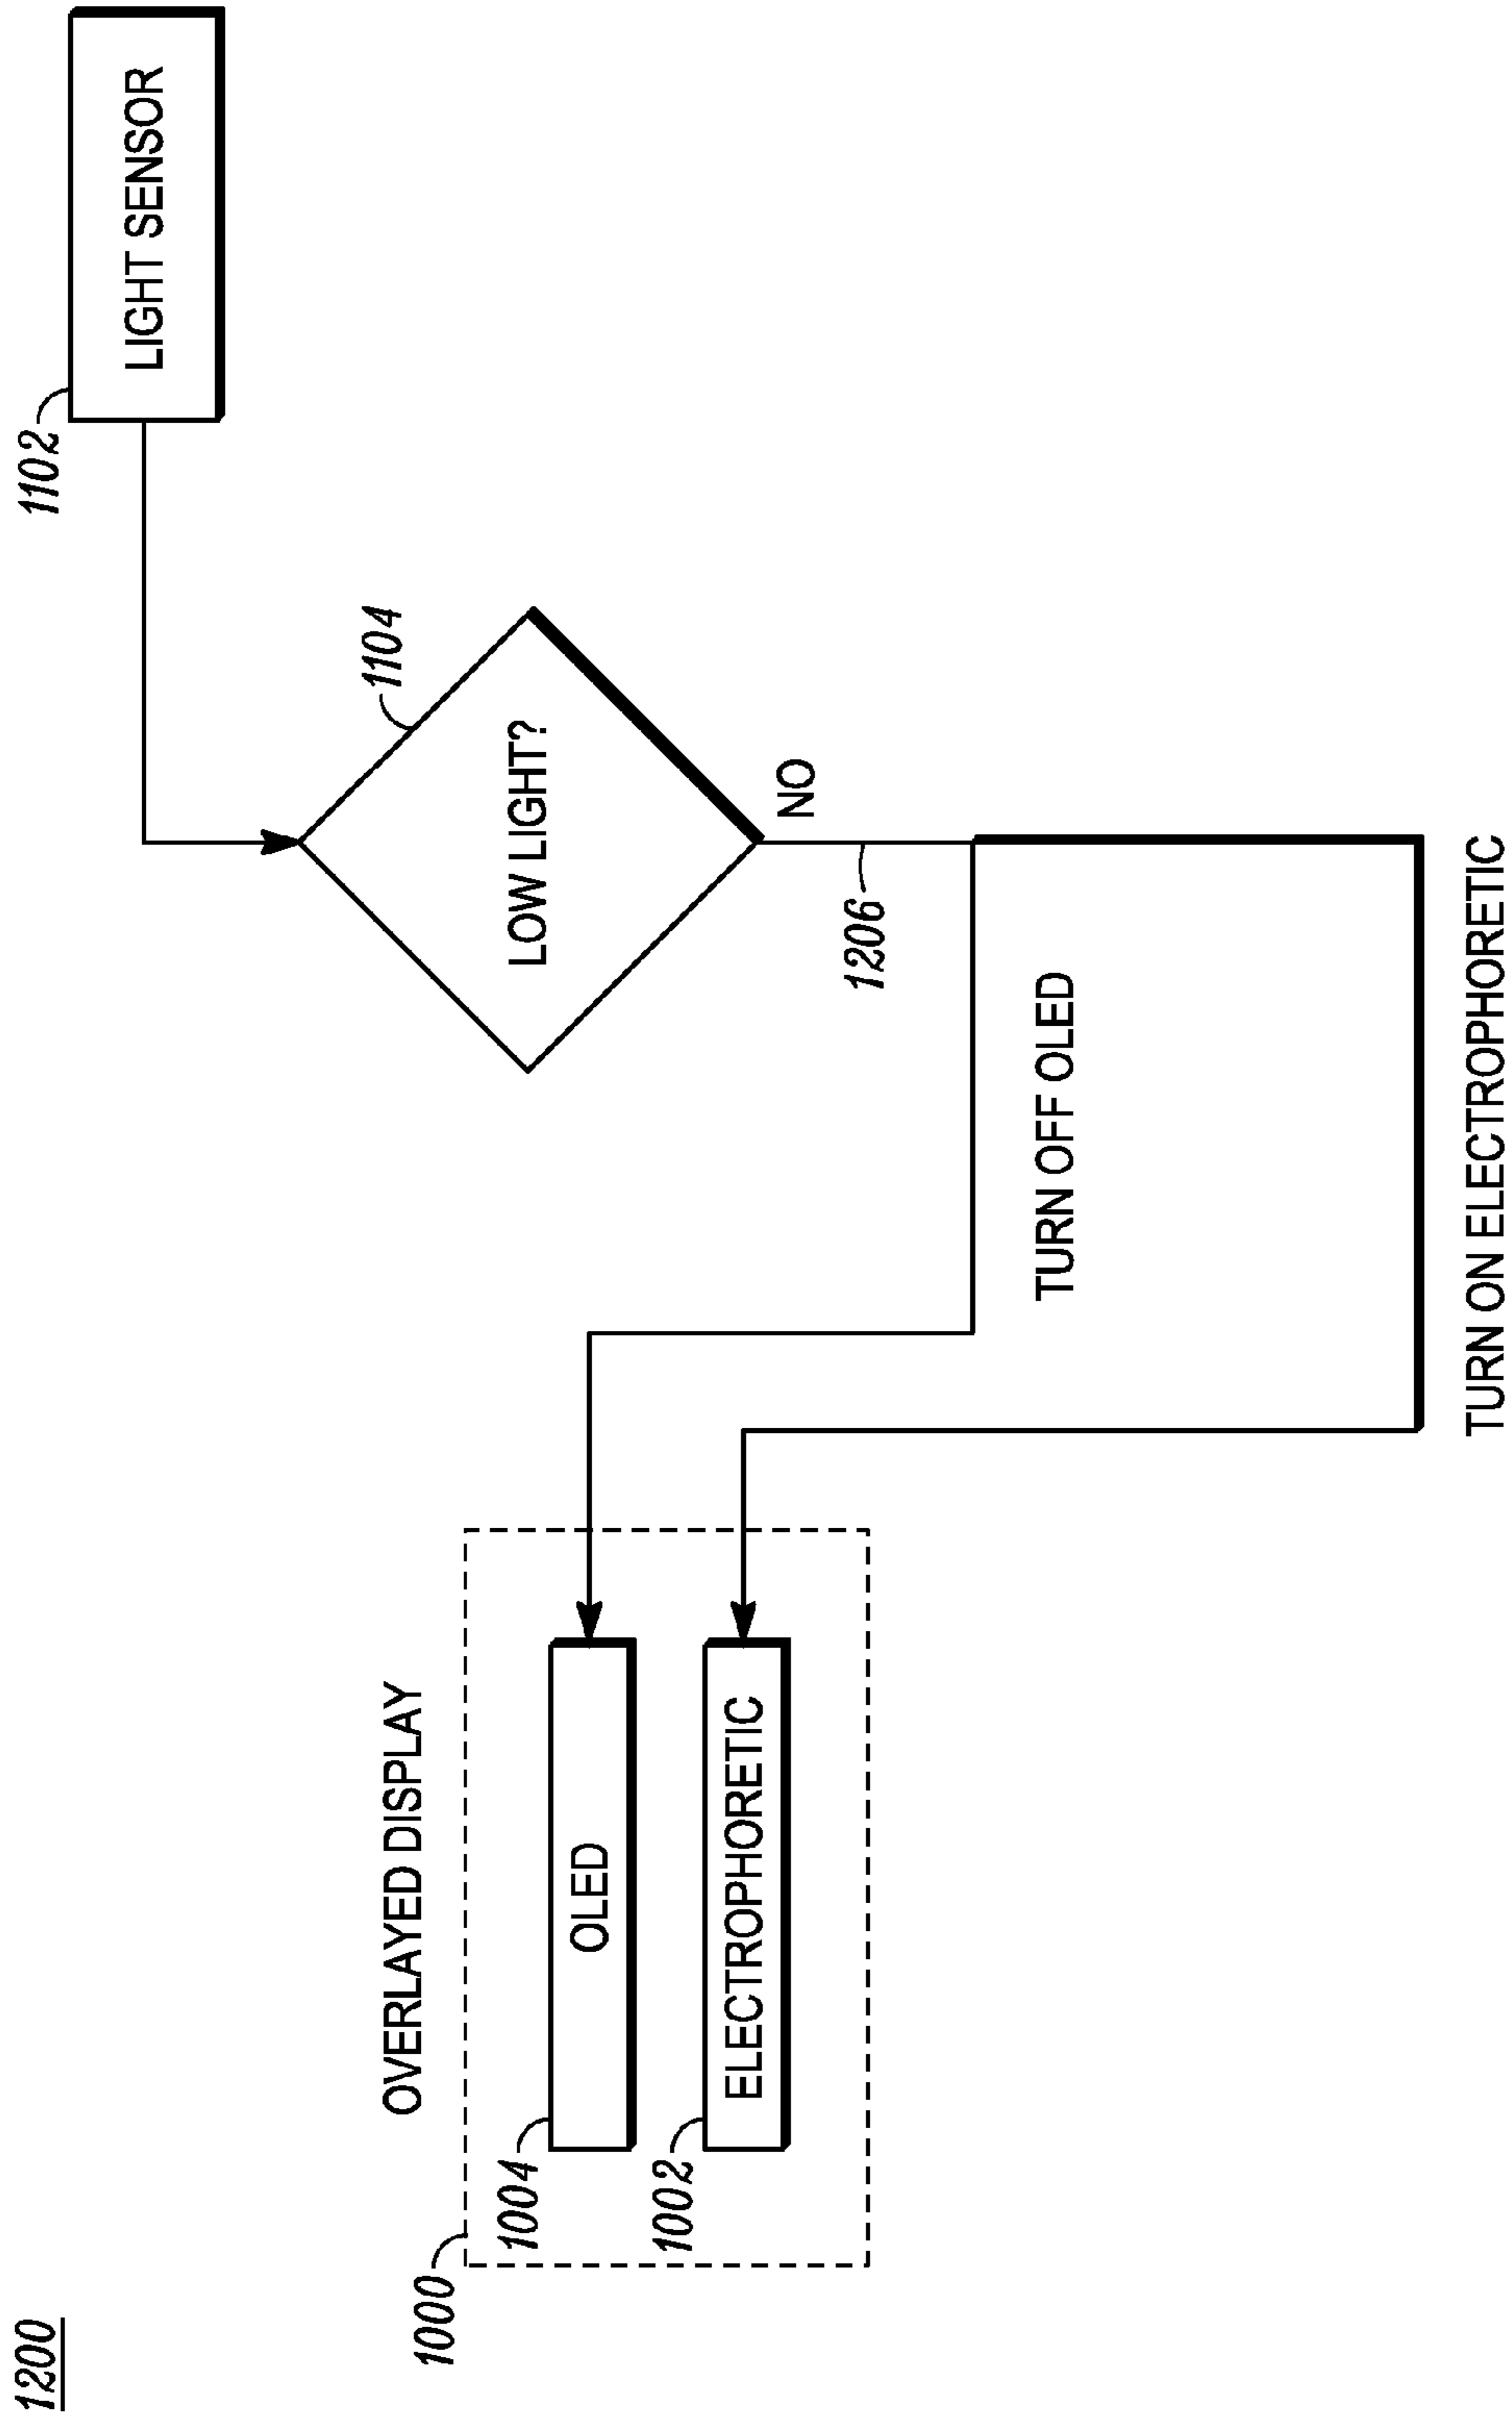 1200
OVERLAYED DISPLAY
1000
1004
OLED
1002
ELECTROPHORETIC
1102
LIGHT SENSOR
1104
LOW LIGHT?
NO
1206
TURN OFF OLED
TURN ON ELECTROPHORETIC